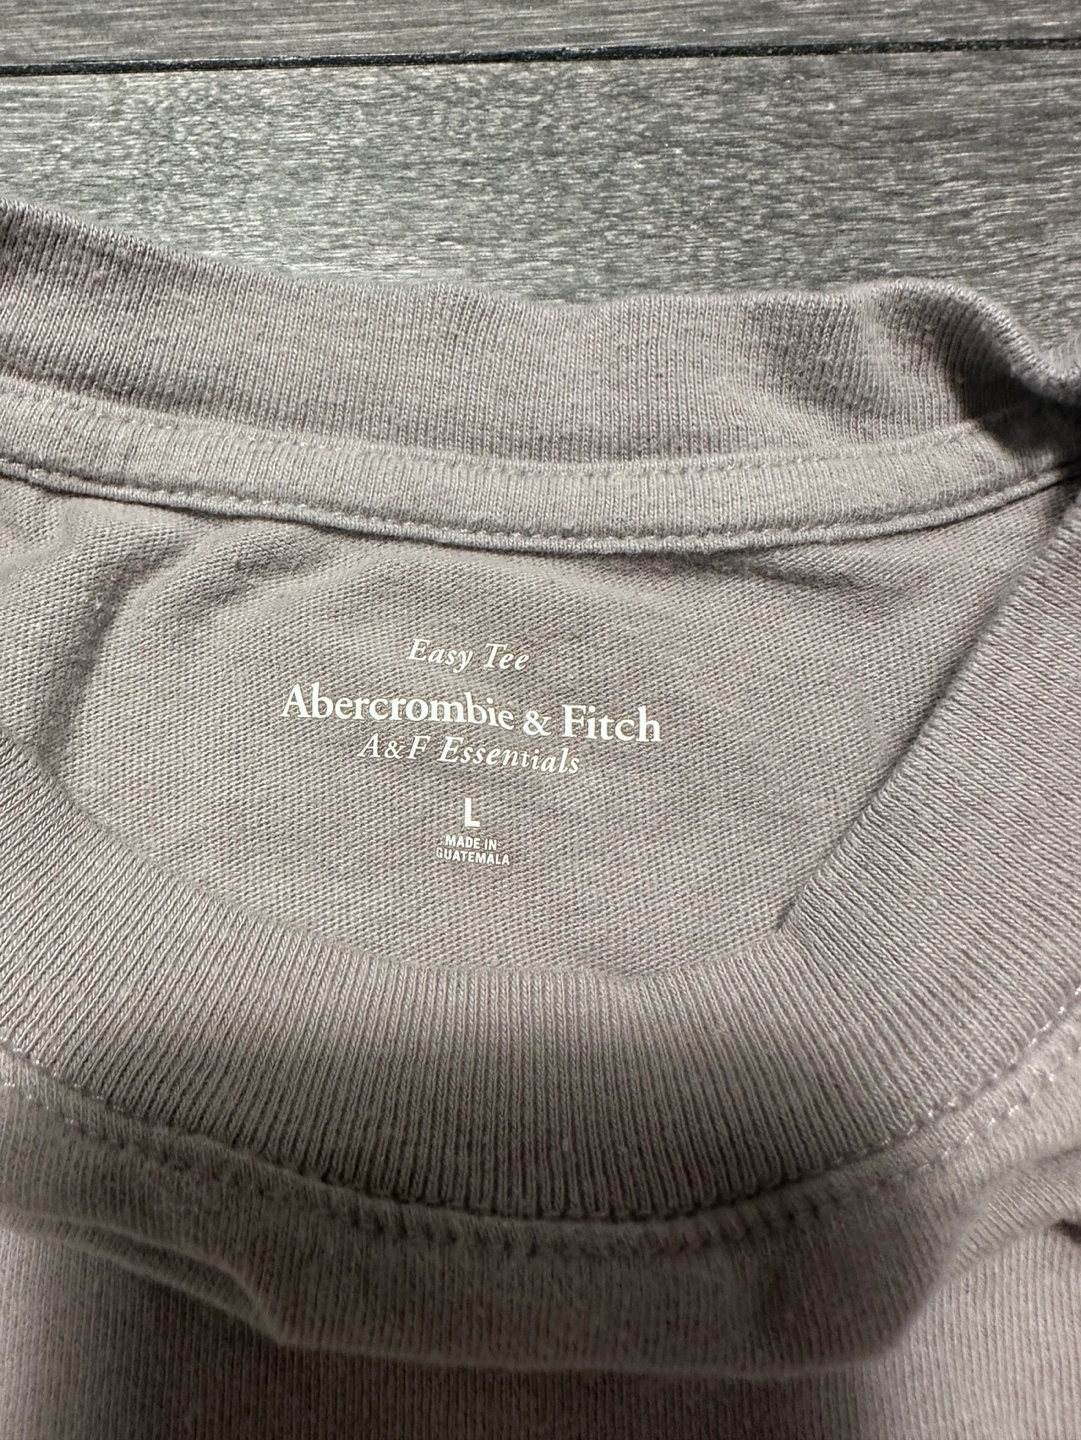 Easy Tee
Abercrombie & Fitch
A&F Essentials
L
MADE IN
GUATEMALA